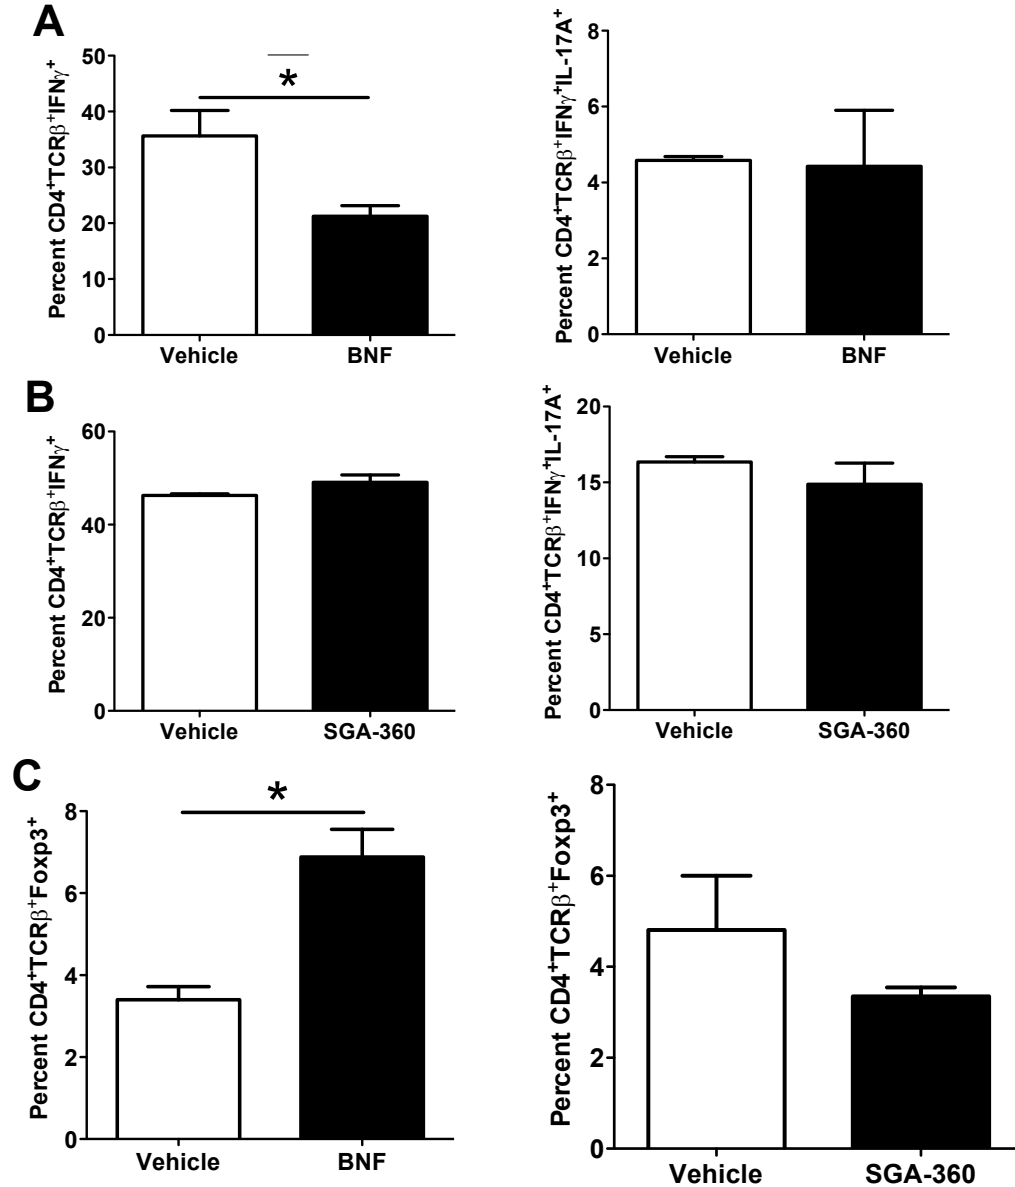 A
Percent CD4⁺TCRβ⁺IFNγ⁺
50
40
30
20
10
0
*
Vehicle
BNF
Percent CD4⁺TCRβ⁺IFNγ⁺IL-17A⁺
8
6
4
2
0
Vehicle
BNF
B
Percent CD4⁺TCRβ⁺IFNγ⁺
60
40
20
0
Vehicle
SGA-360
Percent CD4⁺TCRβ⁺IFNγ⁺IL-17A⁺
20
15
10
5
0
Vehicle
SGA-360
C
Percent CD4⁺TCRβ⁺Foxp3⁺
8
6
4
2
0
*
Vehicle
BNF
Percent CD4⁺TCRβ⁺Foxp3⁺
8
6
4
2
0
Vehicle
SGA-360